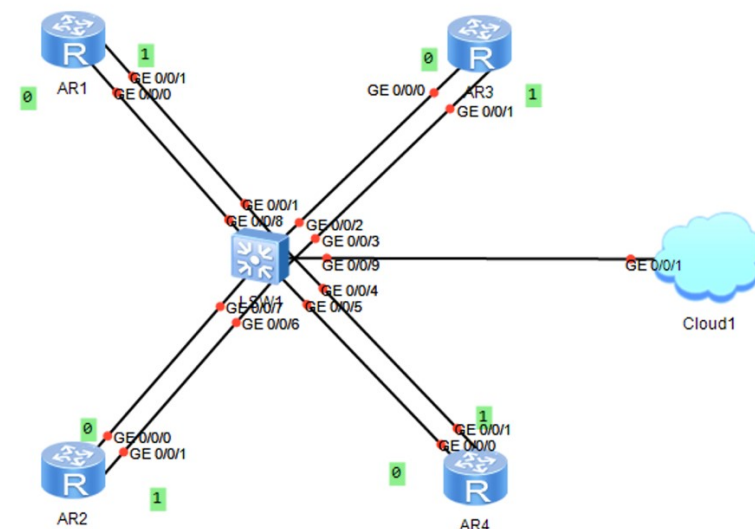 1
0
GE 0/0/1
GE 0/0/0
GE 0/0/0
AR1
AR3
GE 0/0/1
0
1
GE 0/0/1
GE 0/0/8
GE 0/0/2
GE 0/0/3
GE 0/0/9
GE 0/0/1
LSW1
GE 0/0/4
GE 0/0/7
GE 0/0/5
GE 0/0/6
Cloud1
0
1
GE 0/0/0
GE 0/0/1
GE 0/0/1
GE 0/0/0
0
1
AR2
AR4